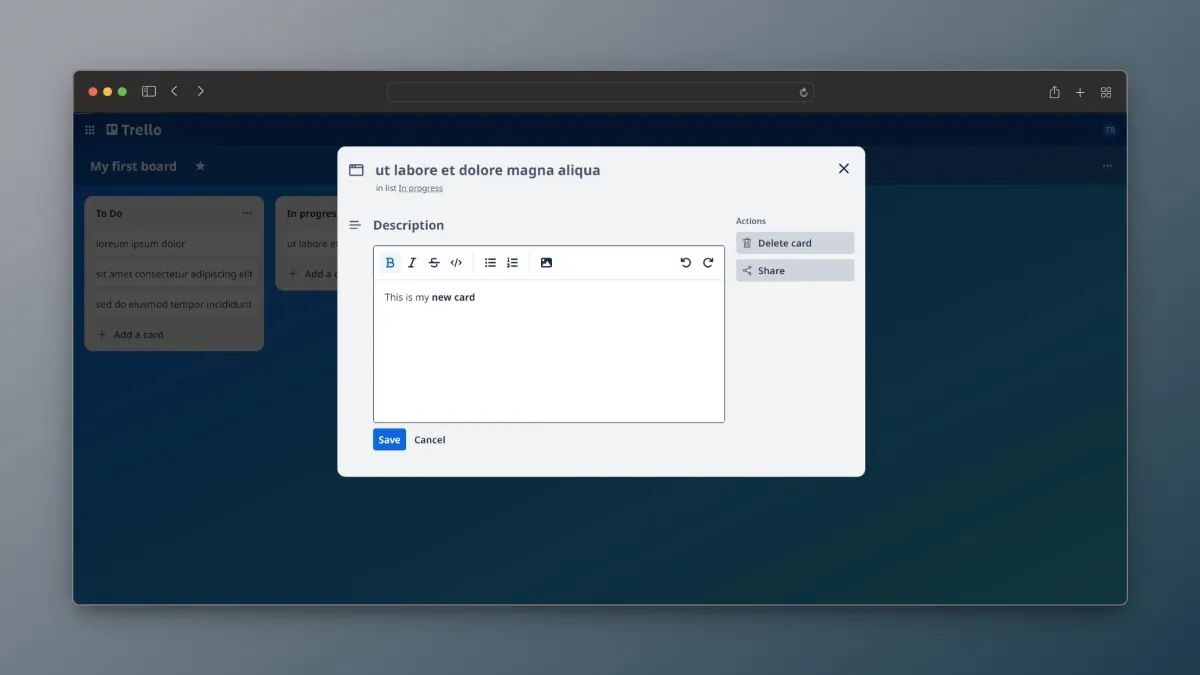 Trello
TR
My first board
To Do
loreum ipsum dolor
sit amet consectetur adipiscing elit
sed do eiusmod tempor incididunt
+ Add a card
In progres
ut labore et
+ Add a c
ut labore et dolore magna aliqua
in list In progress
Description
B I S </>
This is my new card
Save Cancel
Actions
Delete card
Share